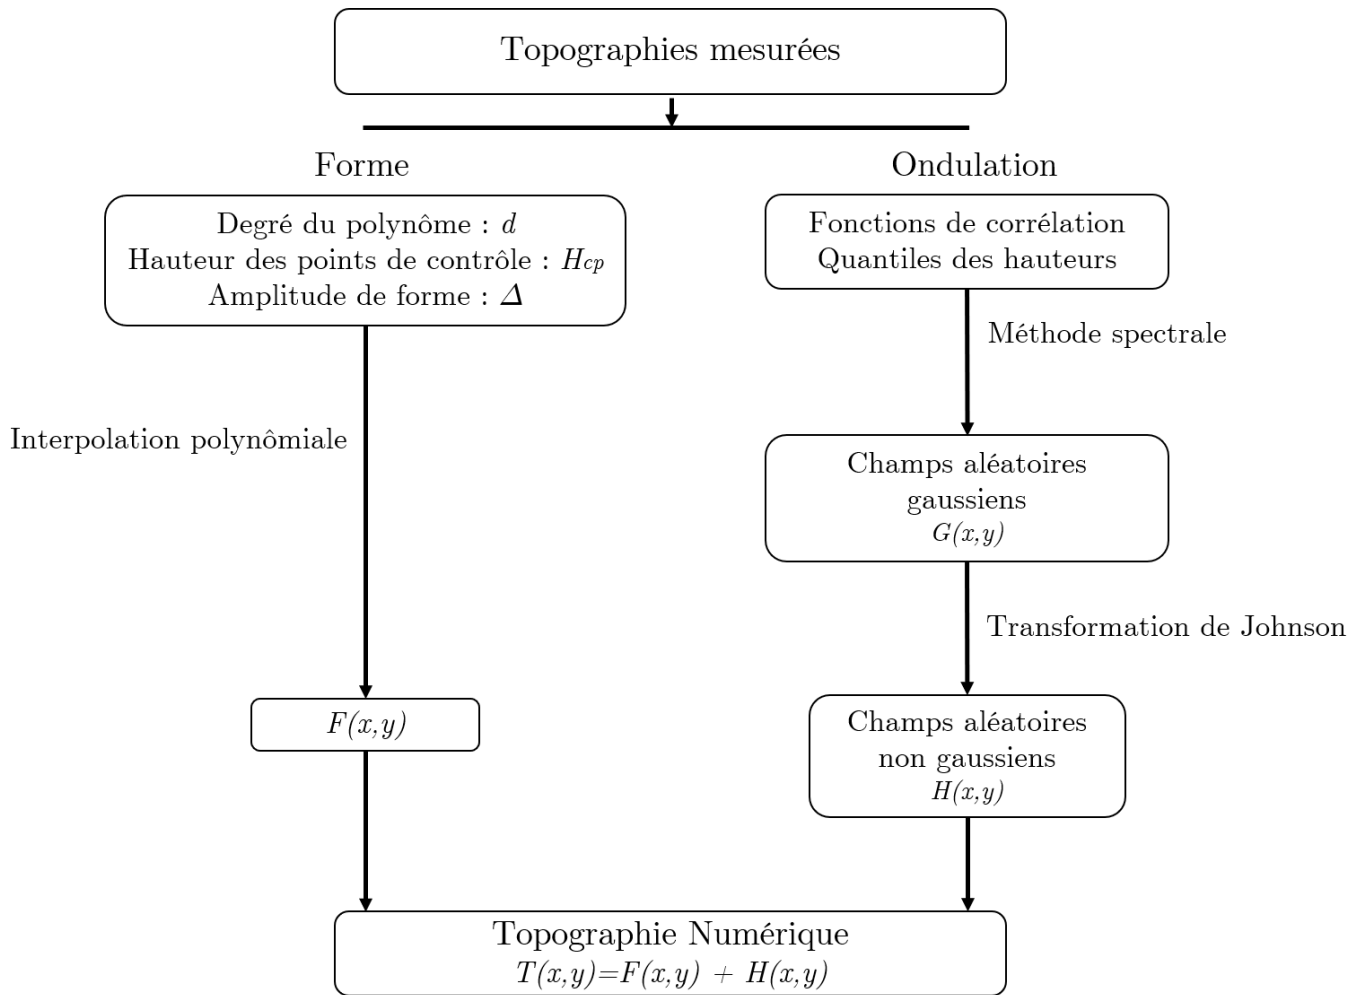 Topographies mesurées
Forme
Ondulation
Degré du polynôme : d
Hauteur des points de contrôle : Hcp
Amplitude de forme : Δ
Fonctions de corrélation
Quantiles des hauteurs
Méthode spectrale
Interpolation polynômiale
Champs aléatoires
gaussiens
G(x,y)
Transformation de Johnson
F(x,y)
Champs aléatoires
non gaussiens
H(x,y)
Topographie Numérique
T(x,y)=F(x,y) + H(x,y)